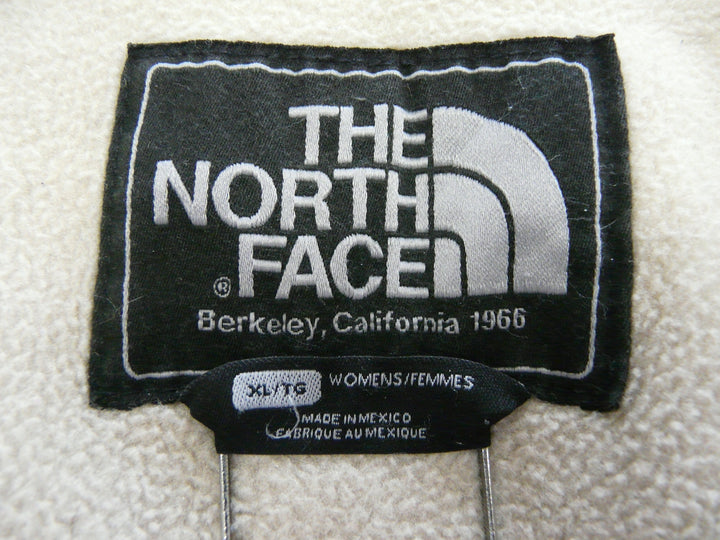 THE
NORTH
FACE
®
Berkeley, California 1966
XL/TG WOMENS/FEMMES
MADE IN MEXICO
FABRIQUE AU MEXIQUE